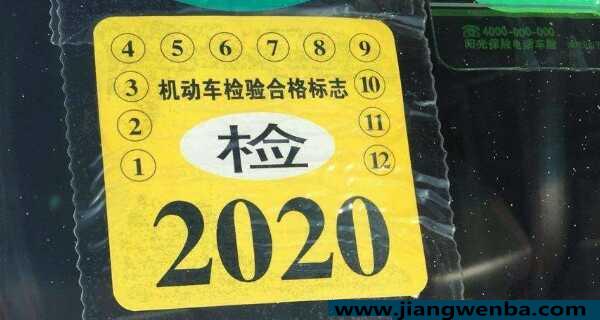 4 5 6 7 8 9
3 机动车检验合格标志 10
2 检 11
1 12
2020
☏4000-000-000
阳光保险电话车险
www.jiangwenba.com